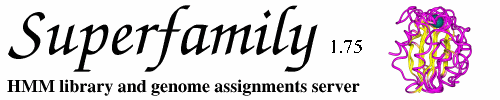 Superfamily 1.75
HMM library and genome assignments server